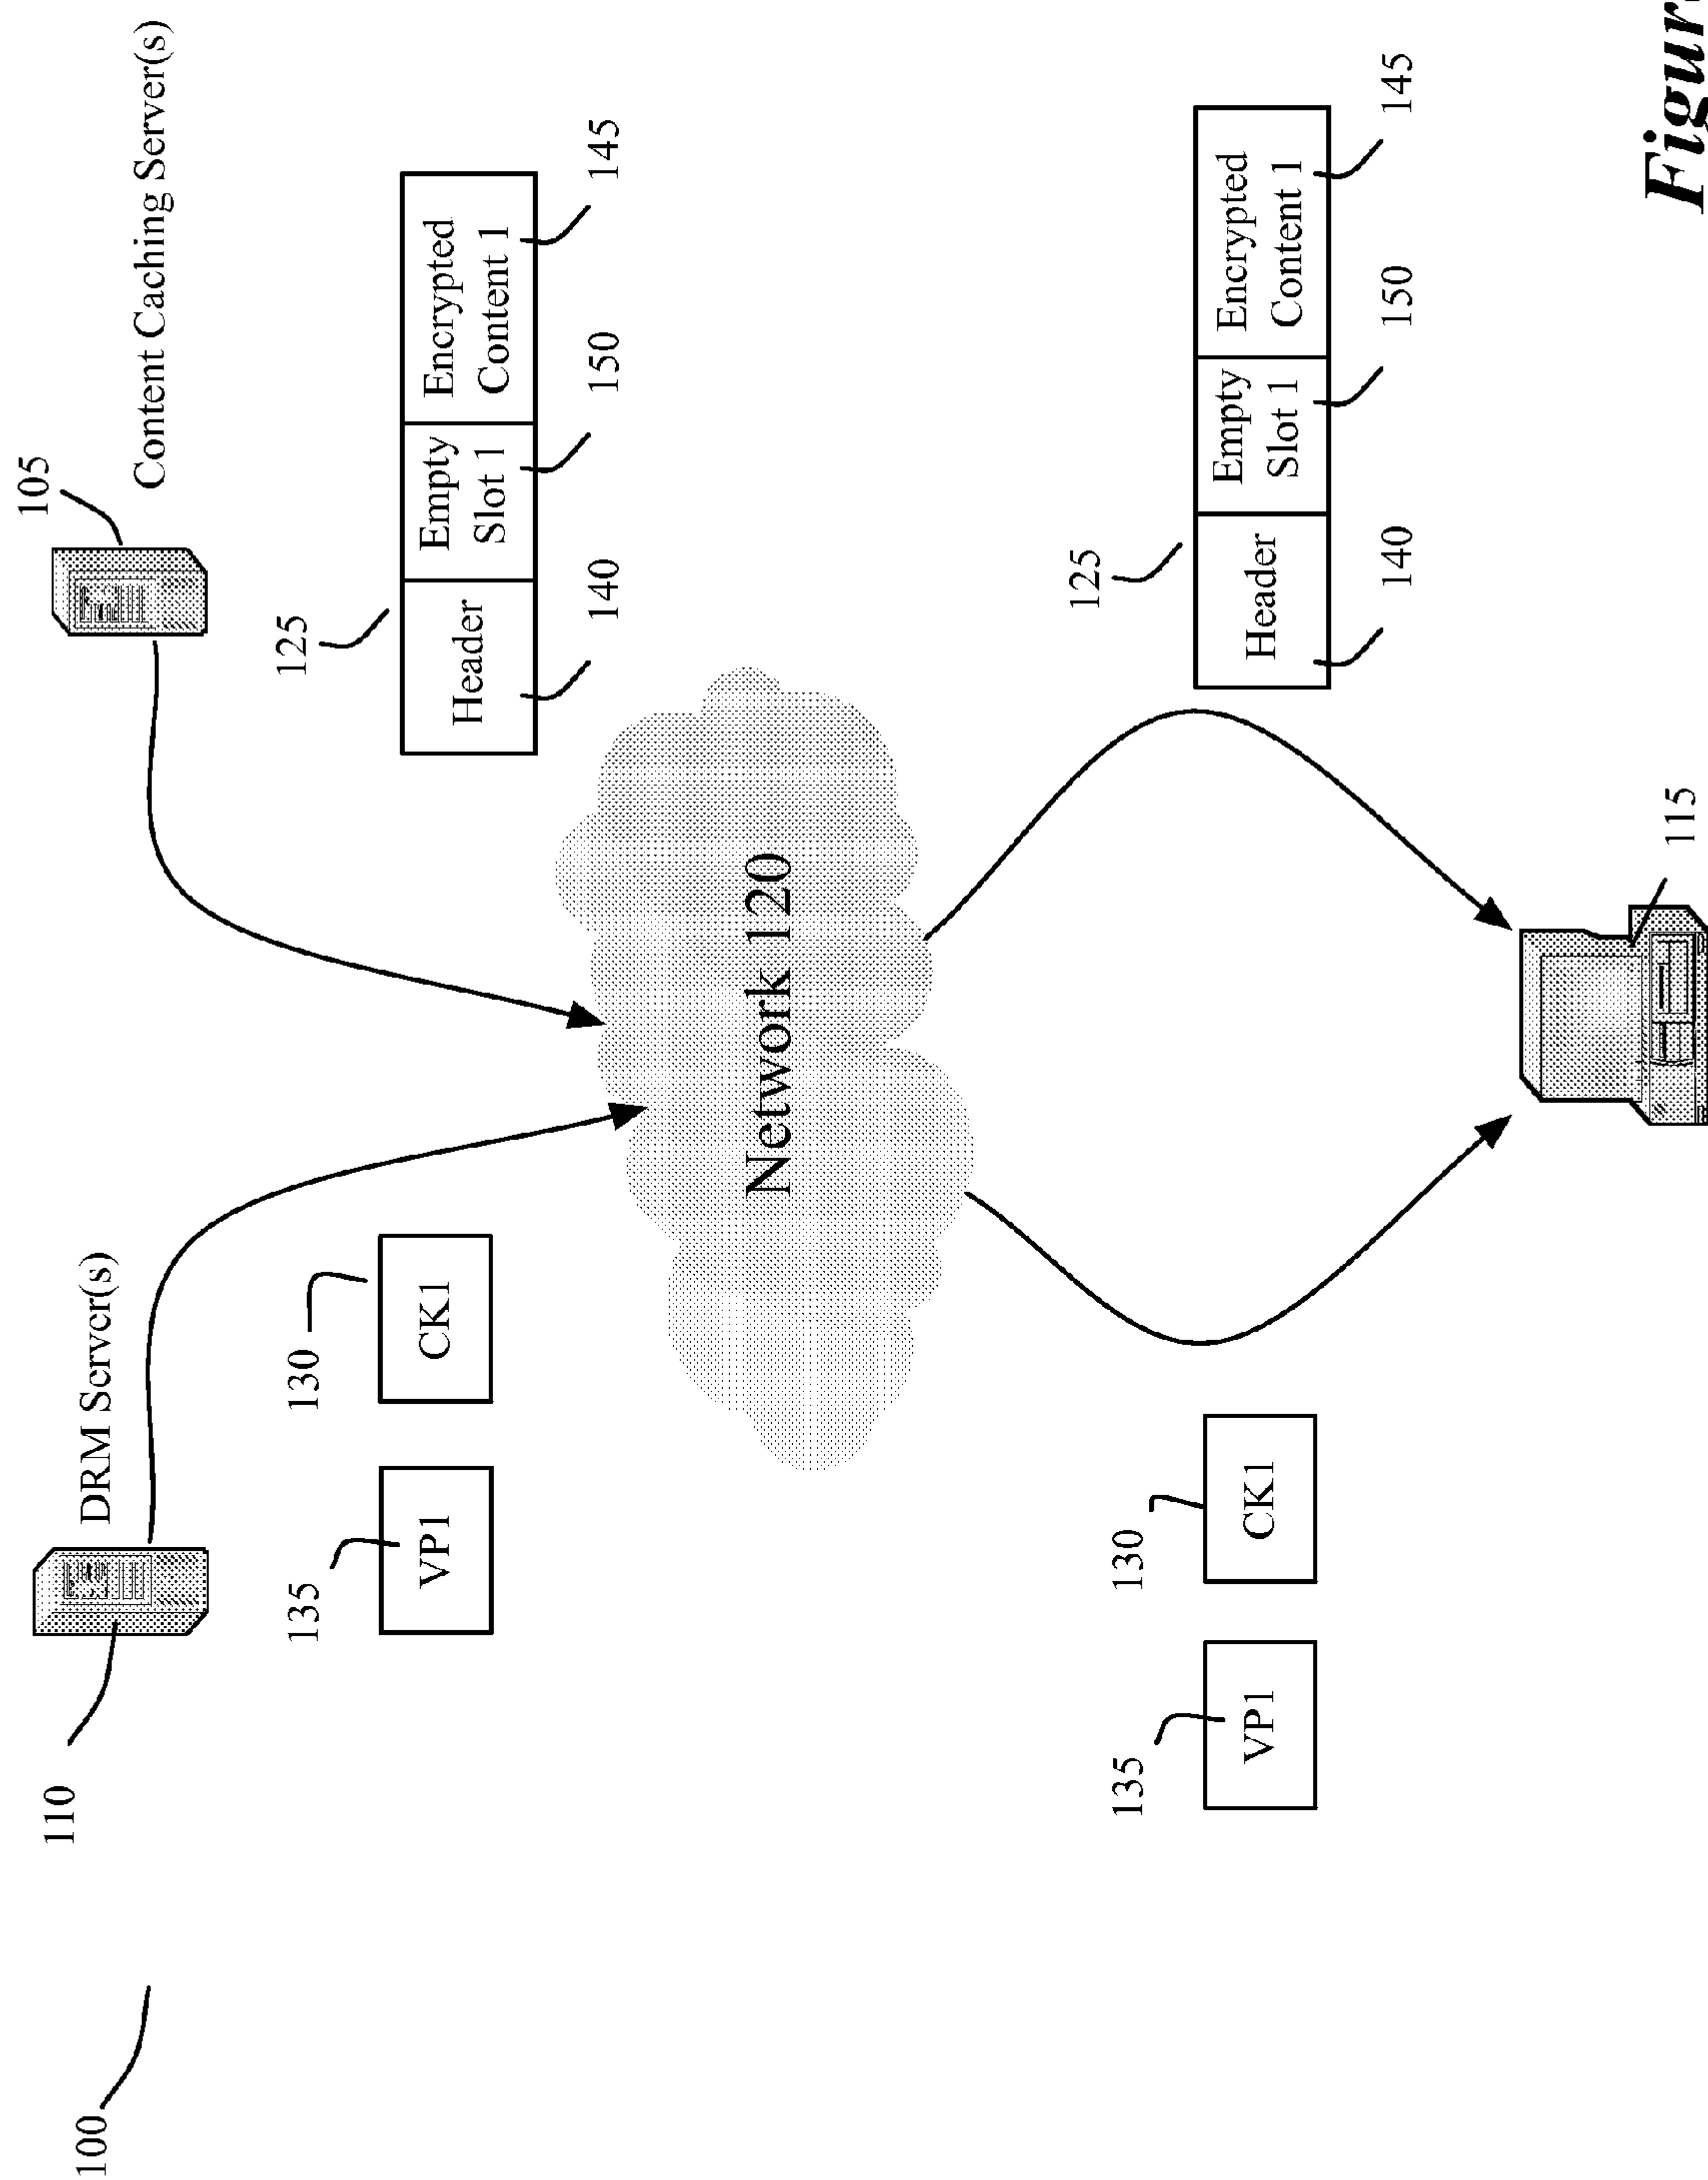 105
110
100
DRM Server(s)
Content Caching Server(s)
135
130
125
VP1
CK1
Header
Empty
Slot 1
Encrypted
Content 1
140
150
145
Network 120
135
130
125
VP1
CK1
Header
Empty
Slot 1
Encrypted
Content 1
140
150
145
115
Figur